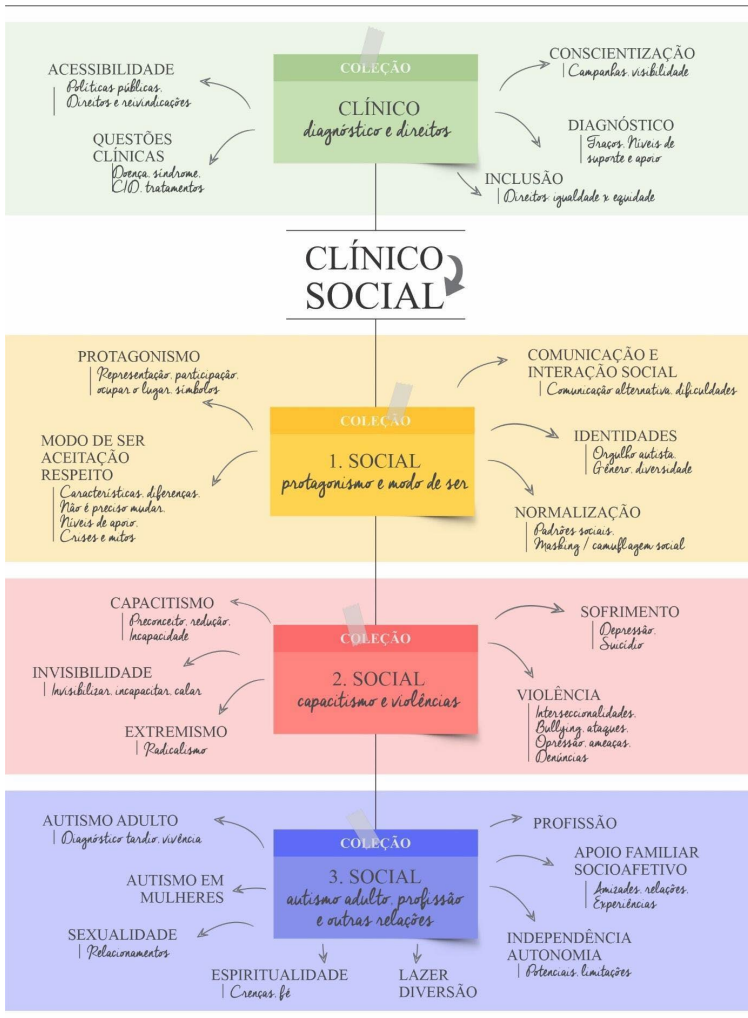 COLEÇÃO
CLÍNICO
diagnóstico e direitos
ACESSIBILIDADE
Políticas públicas.
Direitos e reivindicações
QUESTÕES
CLÍNICAS
Doença. síndrome.
CID. tratamentos
CONSCIENTIZAÇÃO
Campanhas. visibilidade
DIAGNÓSTICO
Traços. Níveis de
suporte e apoio
INCLUSÃO
Direitos. igualdade x equidade
CLÍNICO
SOCIAL
COLEÇÃO
1. SOCIAL
protagonismo e modo de ser
PROTAGONISMO
Representação. participação.
ocupar o lugar. símbolos
MODO DE SER
ACEITAÇÃO
RESPEITO
Características. diferenças.
Não é preciso mudar.
Níveis de apoio.
Crises e mitos
COMUNICAÇÃO E
INTERAÇÃO SOCIAL
Comunicação alternativa. dificuldades
IDENTIDADES
Orgulho autista.
Gênero. diversidade
NORMALIZAÇÃO
Padrões sociais.
Masking / camuflagem social
COLEÇÃO
2. SOCIAL
capacitismo e violências
CAPACITISMO
Preconceito. redução.
Incapacidade
INVISIBILIDADE
Invisibilizar. incapacitar. calar
EXTREMISMO
Radicalismo
SOFRIMENTO
Depressão.
Suicídio
VIOLÊNCIA
Interseccionalidades.
Bullying. ataques.
Opressão. ameaças.
Denúncias
COLEÇÃO
3. SOCIAL
autismo adulto. profissão
e outras relações
AUTISMO ADULTO
Diagnóstico tardio. vivência
AUTISMO EM
MULHERES
SEXUALIDADE
Relacionamentos
ESPIRITUALIDADE
Crenças. fé
LAZER
DIVERSÃO
PROFISSÃO
APOIO FAMILIAR
SOCIOAFETIVO
Amizades. relações.
Experiências
INDEPENDÊNCIA
AUTONOMIA
Potenciais. limitações